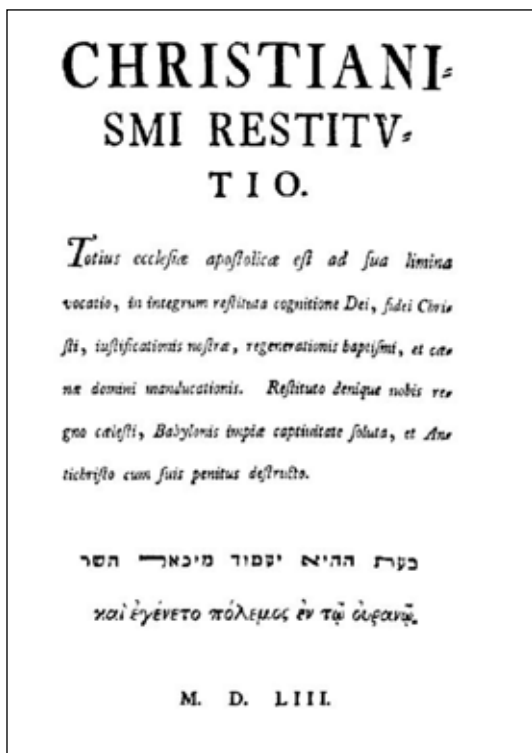 CHRISTIANI-
SMI RESTITV-
TIO.
Totius ecclesiæ apostolicæ est ad sua limina
vocatio, in integrum restituta cognitione Dei, fidei Chri-
sti, iustificationis nostræ, regenerationis baptismi, et cœ-
næ domini manducationis. Restituto denique nobis re-
gno cœlesti, Babylonis impiæ captiuitate soluta, et An-
tichristo cum suis penitus destructo.
בעת ההיא יעמוד מיכאל השר
καὶ ἐγένετο πόλεμος ἐν τῷ οὐρανῷ.
M. D. LIII.